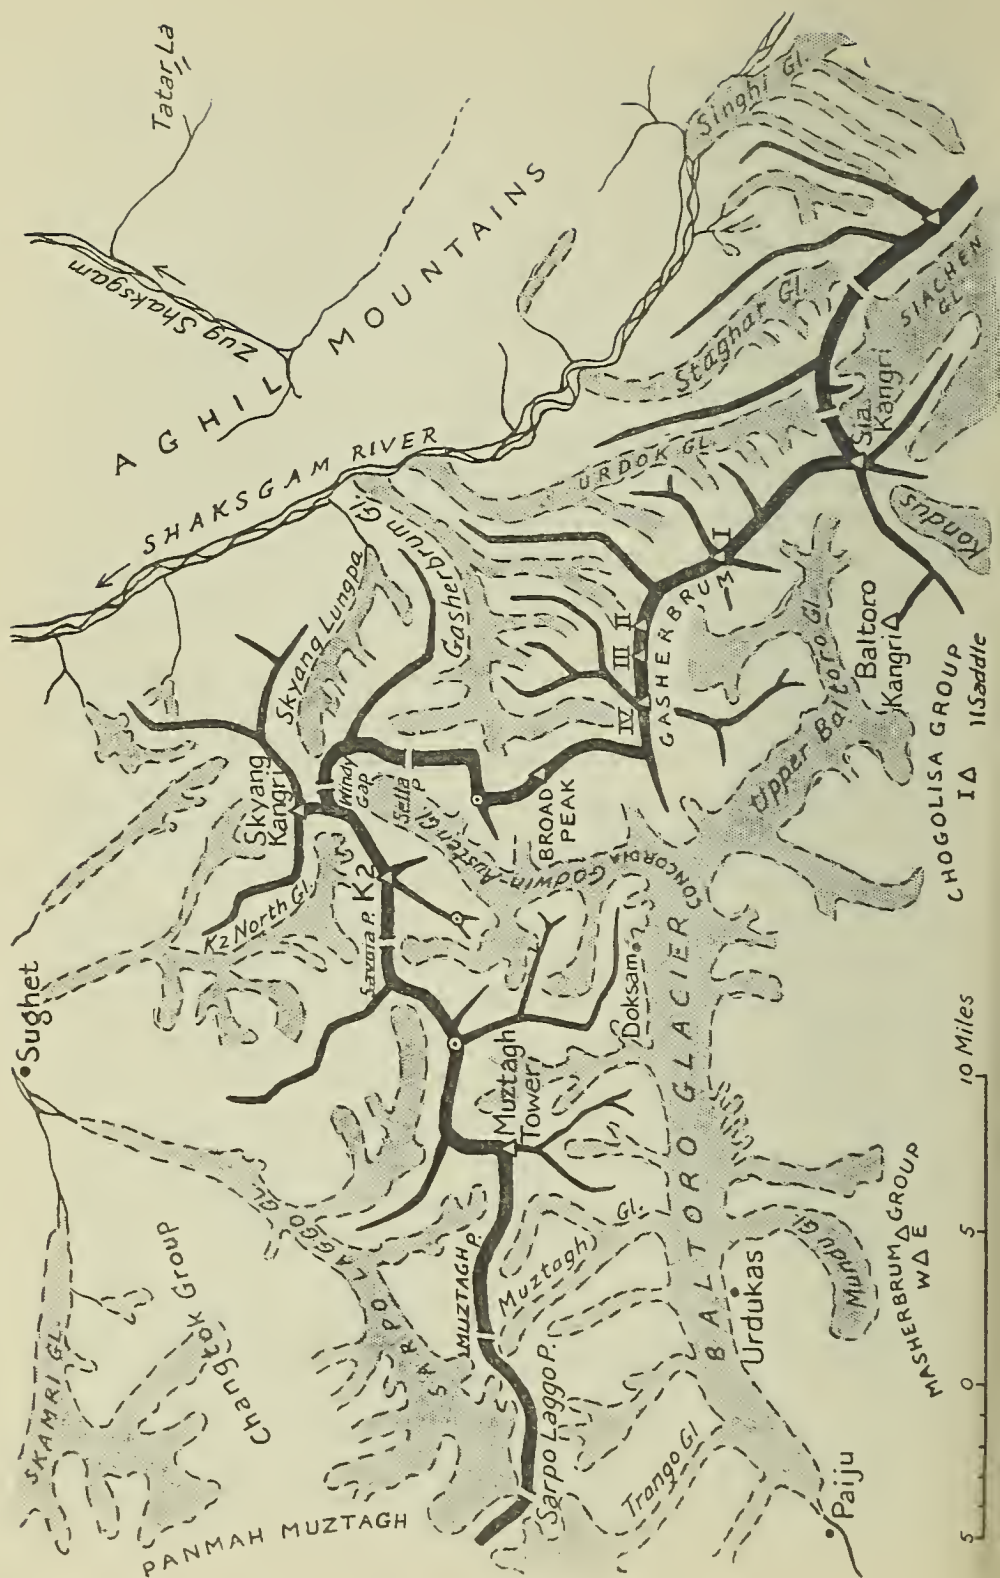 SKAMRI GL.
Sughet
Tatar La
Zug Shaksgam
AGHIL
MOUNTAINS
SHAKSGAM RIVER
Changtok Group
PANMAH MUZTAGH
SARPO LAGGO GL.
K2 North Gl.
Skyang
Kangri
Skyang Lungpa
Gasherbrum Gl.
Windy
Gap
Sella
P.
Savoia P.
K2
URDOK GL.
Staghar Gl.
Singhi Gl.
MUZTAGH P.
Muztagh
Tower
Godwin-Austen Gl.
BROAD
PEAK
IV
III
II
I
GASHERBRUM
Sia
Kangri
SIACHEN
GL.
Sarpo Laggo P.
Muztagh Gl.
Doksam
CONCORDIA
CONCORDIA
Upper Baltoro Gl.
Kondus
Trango Gl
BALTORO GLACIER
Baltoro
Kangri
Urdukas
Mundu Gl.
Paiju
MASHERBRUM GROUP
W E
CHOGOLISA GROUP
I II Saddle
5 0 5 10 Miles